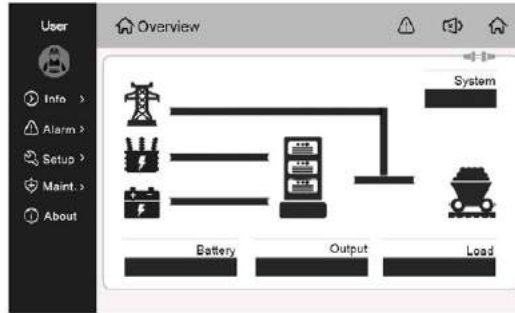 User
Overview
Info >
Alarm >
Setup >
Maint. >
About
System
Battery
Output
Load